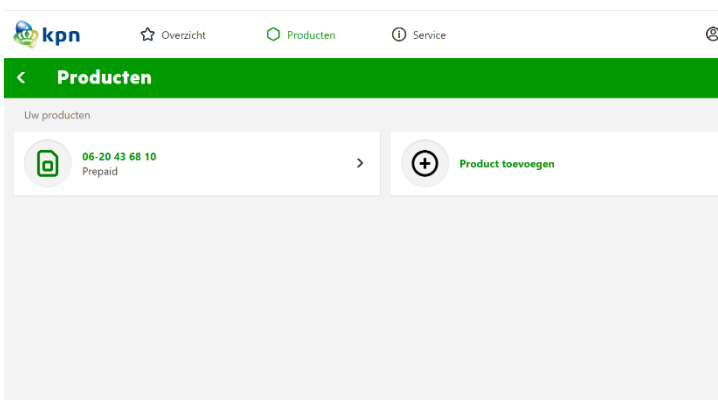 kpn
Overzicht
Producten
Service
Producten
Uw producten
06-20 43 68 10
Prepaid
Product toevoegen